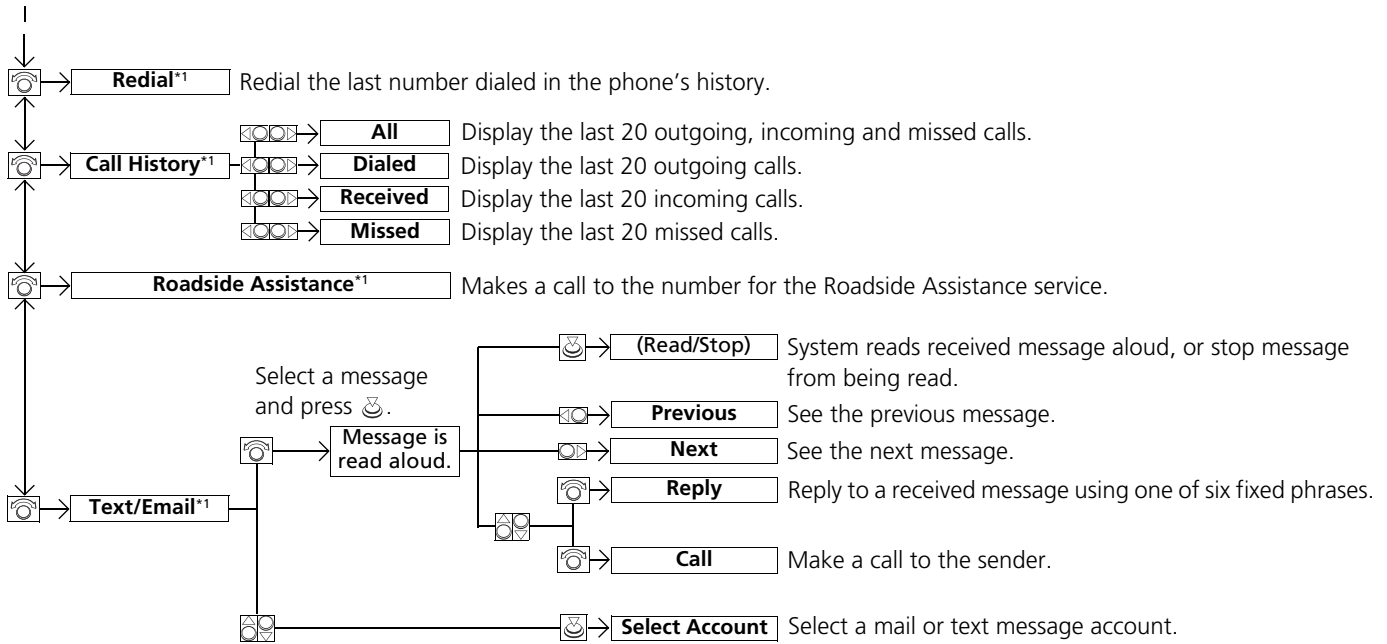 Redial*1 Redial the last number dialed in the phone's history.
All Display the last 20 outgoing, incoming and missed calls.
Call History*1 Dialed Display the last 20 outgoing calls.
Received Display the last 20 incoming calls.
Missed Display the last 20 missed calls.
Roadside Assistance*1 Makes a call to the number for the Roadside Assistance service.
(Read/Stop) System reads received message aloud, or stop message
from being read.
Select a message
and press .
Previous See the previous message.
Message is
read aloud.
Next See the next message.
Reply Reply to a received message using one of six fixed phrases.
Text/Email*1
Call Make a call to the sender.
Select Account Select a mail or text message account.